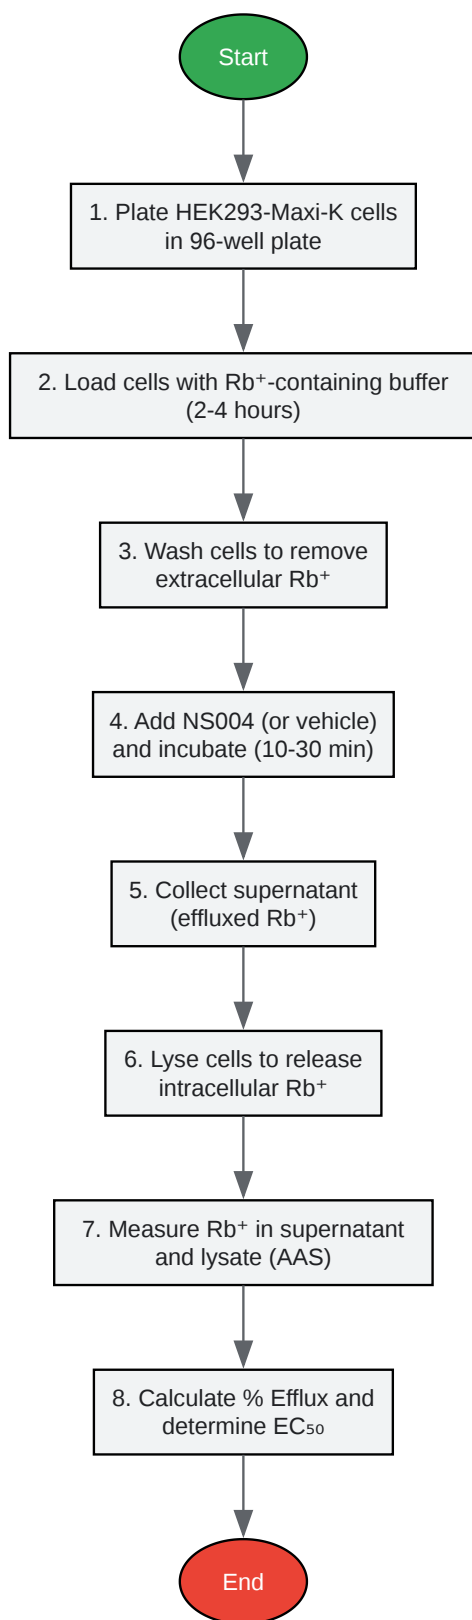 Start
1. Plate HEK293-Maxi-K cells
in 96-well plate
2. Load cells with Rb⁺-containing buffer
(2-4 hours)
3. Wash cells to remove
extracellular Rb⁺
4. Add NS004 (or vehicle)
and incubate (10-30 min)
5. Collect supernatant
(effluxed Rb⁺)
6. Lyse cells to release
intracellular Rb⁺
7. Measure Rb⁺ in supernatant
and lysate (AAS)
8. Calculate % Efflux and
determine EC₅₀
End